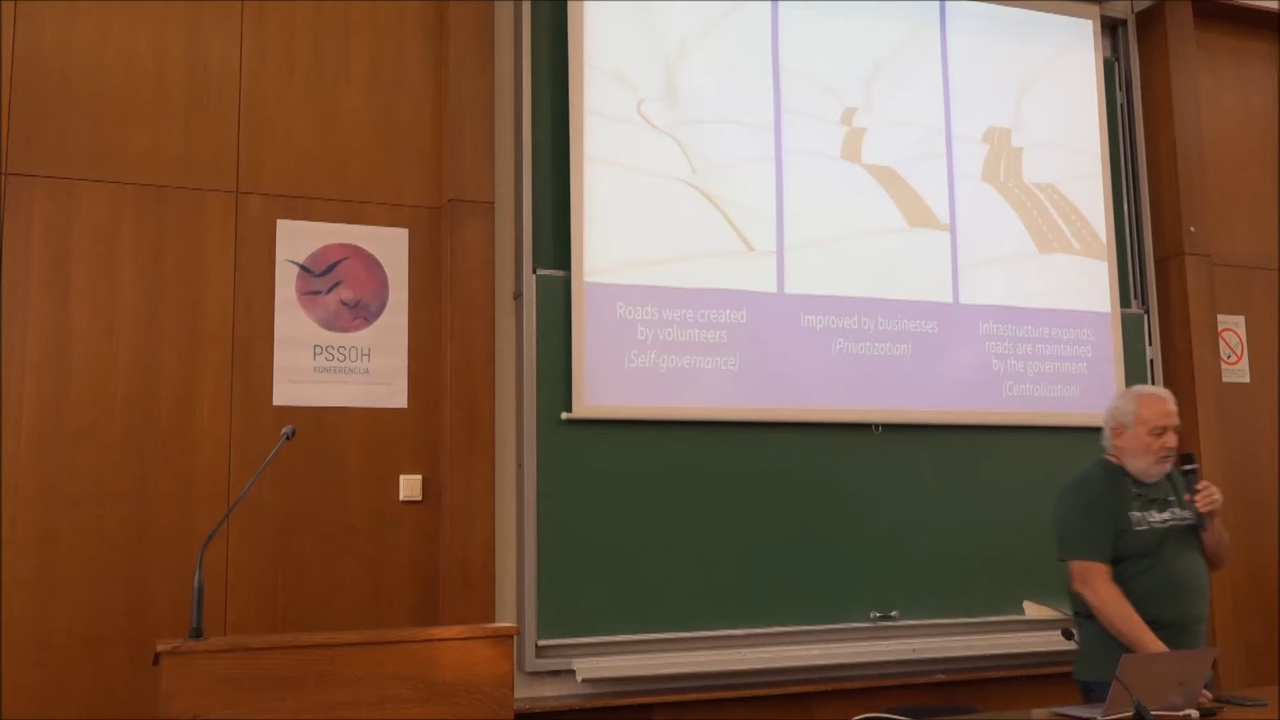 PSSOH
KONFERENCIJA
Roads were created
by volunteers
(Self-governance)
Improved by businesses
(Privatization)
Infrastructure expands;
roads are maintained
by the government
(Centrolization)